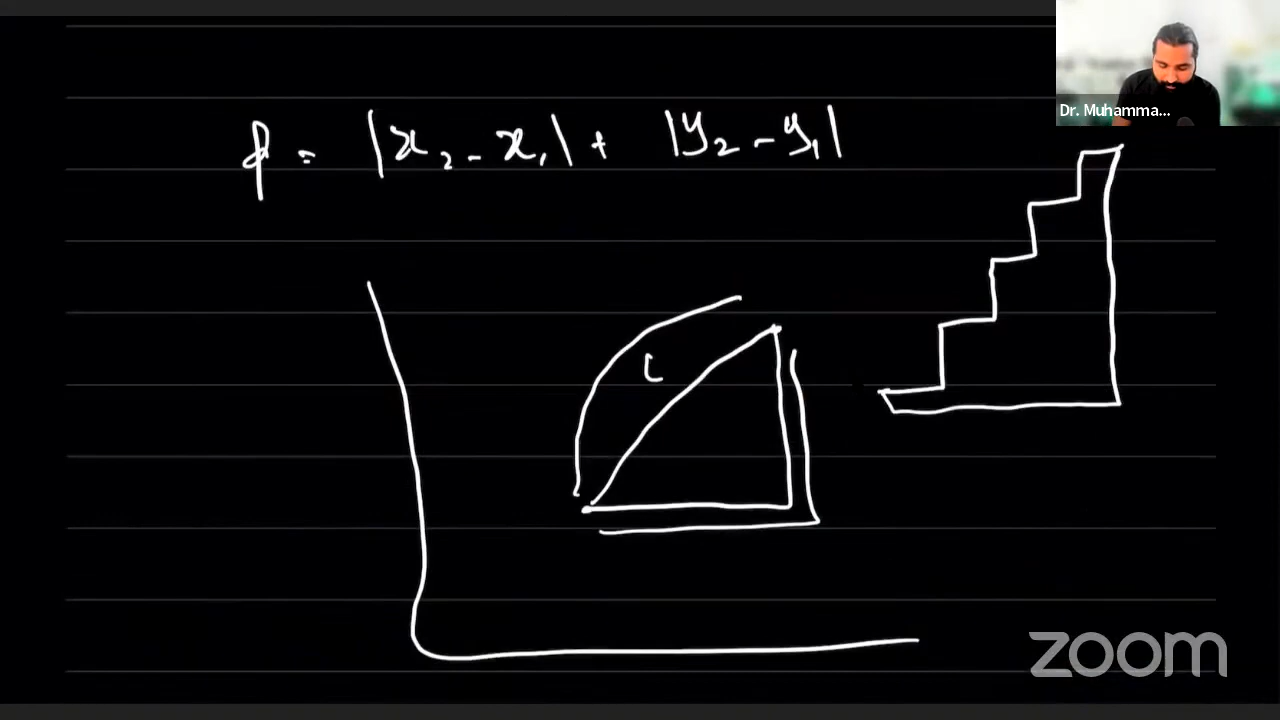 Dr. Muhamma...
d = |x₂ - x₁| + |y₂ - y₁|
L
zoom